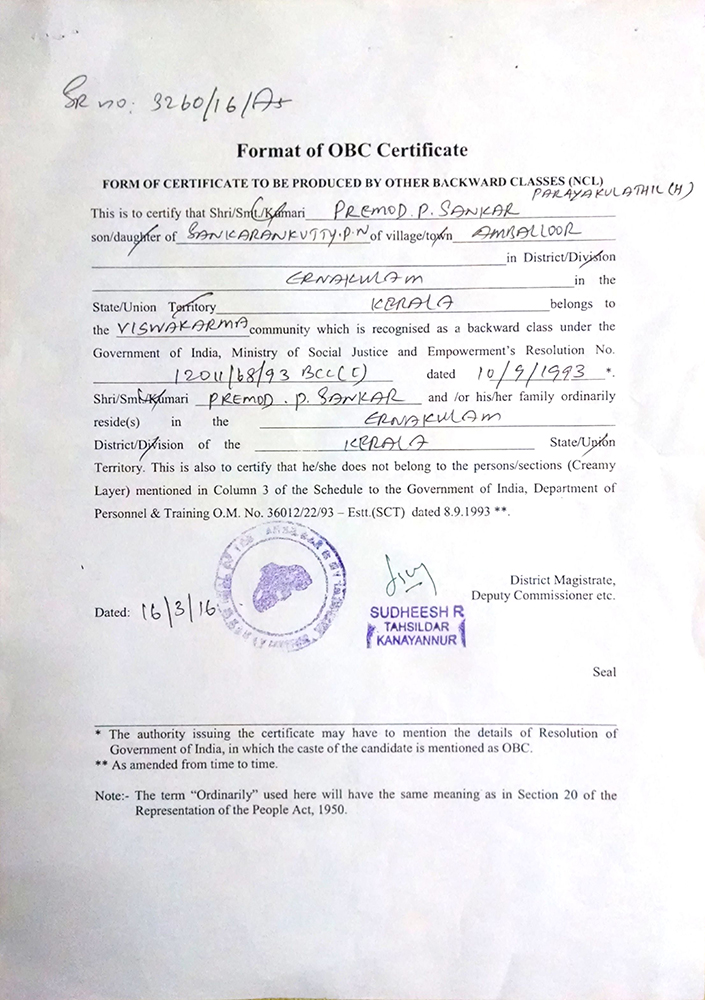 SR no: 3260/16/A5
Format of OBC Certificate
FORM OF CERTIFICATE TO BE PRODUCED BY OTHER BACKWARD CLASSES (NCL)
PARAYAKULATHIL (H)
This is to certify that Shri/Smt./Kumari PREMOD. P. SANKAR
son/daughter of SANKARANKUTTY.P.N of village/town AMBALLOOR
in District/Division
ERNAKULAM in the
State/Union Territory KERALA belongs to
the VISWAKARMA community which is recognised as a backward class under the
Government of India, Ministry of Social Justice and Empowerment's Resolution No.
12011/68/93 BCC(C) dated 10/9/1993 *.
Shri/Smt./Kumari PREMOD. P. SANKAR and /or his/her family ordinarily
reside(s) in the ERNAKULAM
District/Division of the KERALA State/Union
Territory. This is also to certify that he/she does not belong to the persons/sections (Creamy
Layer) mentioned in Column 3 of the Schedule to the Government of India, Department of
Personnel & Training O.M. No. 36012/22/93 – Estt.(SCT) dated 8.9.1993 **.
District Magistrate,
Deputy Commissioner etc.
Dated: 16/3/16
SUDHEESH R
TAHSILDAR
KANAYANNUR
Seal
* The authority issuing the certificate may have to mention the details of Resolution of
Government of India, in which the caste of the candidate is mentioned as OBC.
** As amended from time to time.
Note:- The term "Ordinarily" used here will have the same meaning as in Section 20 of the
Representation of the People Act, 1950.